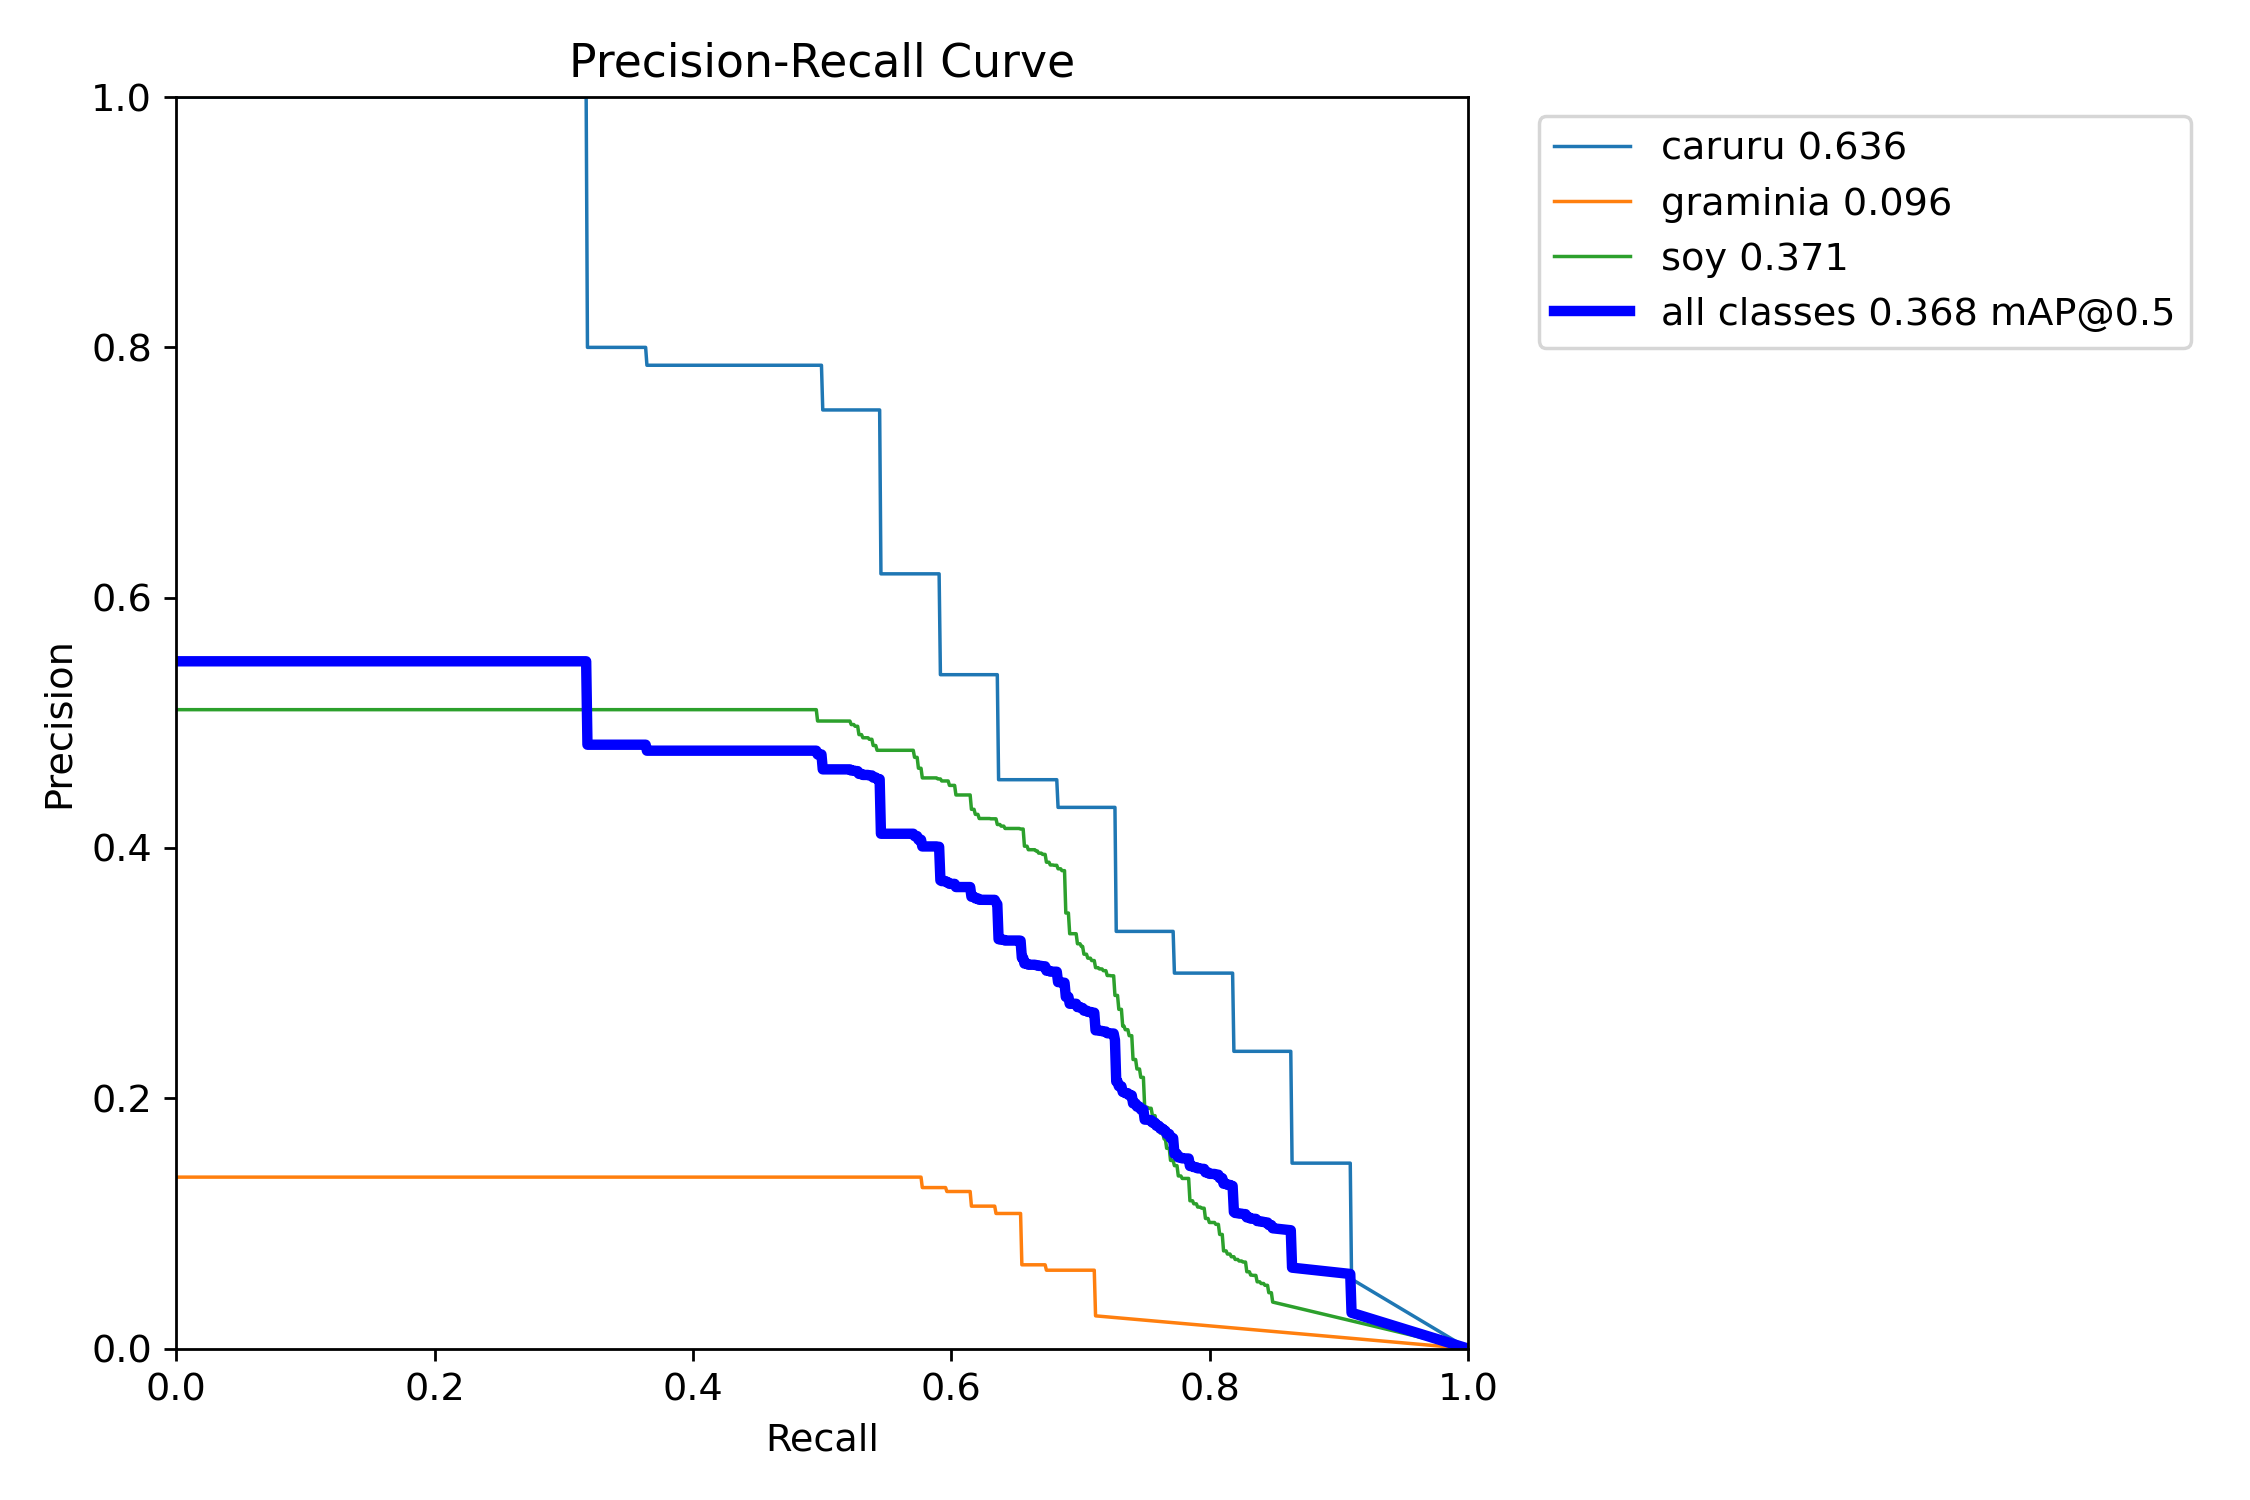 Precision-Recall Curve
1.0
0.8
0.6
0.4
0.2
0.0
Precision
0.0 0.2 0.4 0.6 0.8 1.0
Recall
caruru 0.636
graminia 0.096
soy 0.371
all classes 0.368 mAP@0.5